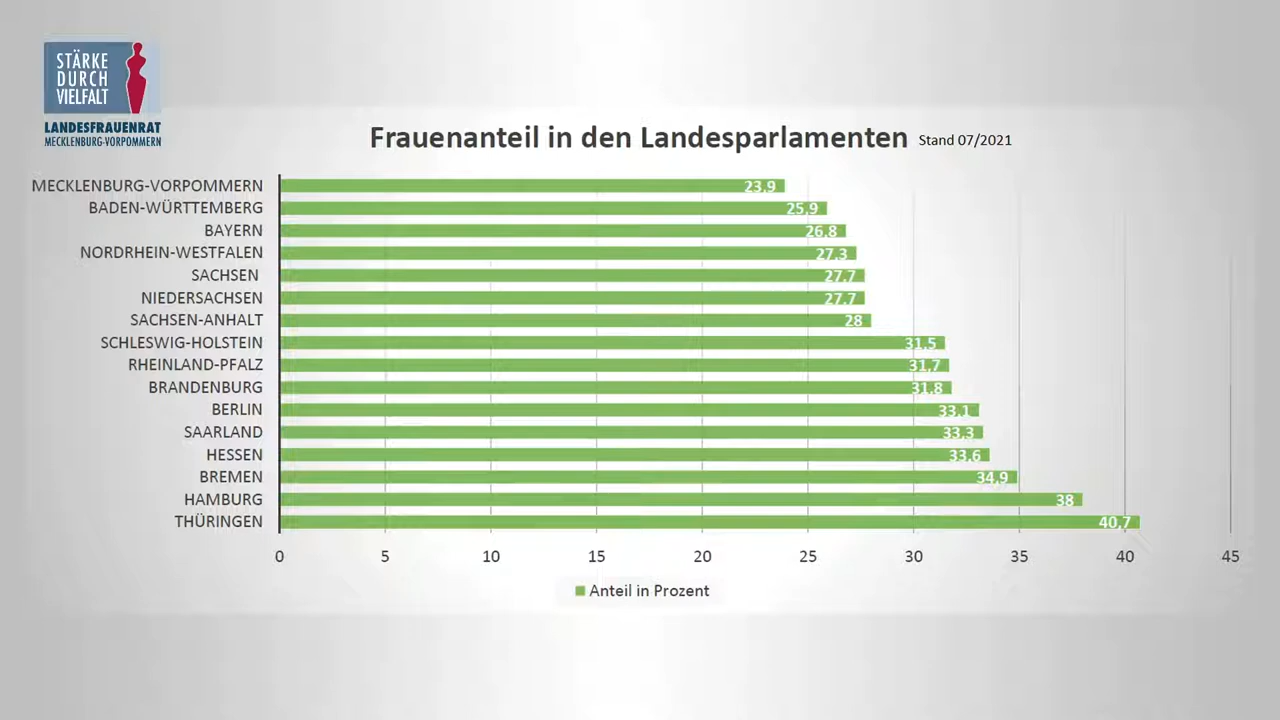 STÄRKE
DURCH
VIELFALT
LANDESFRAUENRAT
MECKLENBURG-VORPOMMERN
Frauenanteil in den Landesparlamenten Stand 07/2021
MECKLENBURG-VORPOMMERN 23,9
BADEN-WÜRTTEMBERG 25,9
BAYERN 26,8
NORDRHEIN-WESTFALEN 27,3
SACHSEN 27,7
NIEDERSACHSEN 27,7
SACHSEN-ANHALT 28
SCHLESWIG-HOLSTEIN 31,5
RHEINLAND-PFALZ 31,7
BRANDENBURG 31,8
BERLIN 33,1
SAARLAND 33,3
HESSEN 33,6
BREMEN 34,9
HAMBURG 38
THÜRINGEN 40,7
0 5 10 15 20 25 30 35 40 45
Anteil in Prozent